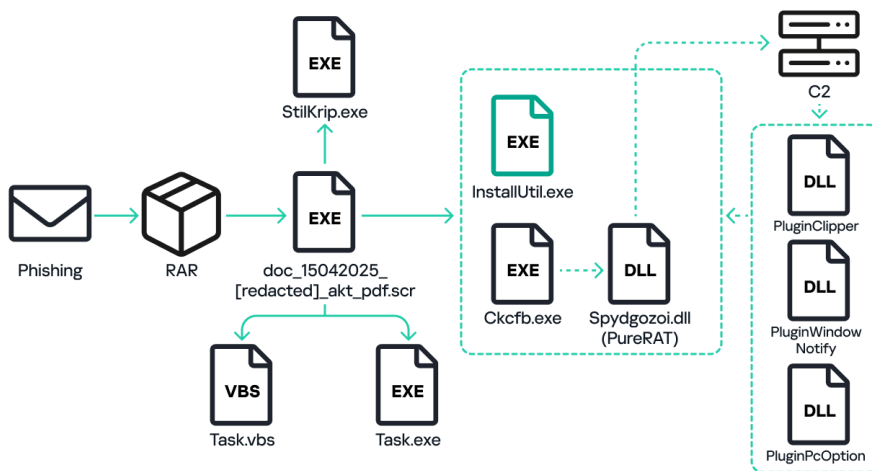 EXE
StilKrip.exe
C2
EXE
InstallUtil.exe
DLL
PluginClipper
Phishing
RAR
EXE
doc_15042025_
[redacted]_akt_pdf.scr
EXE
Ckcfb.exe
DLL
Spydgozoi.dll
(PureRAT)
DLL
PluginWindow
Notify
VBS
Task.vbs
EXE
Task.exe
DLL
PluginPcOption